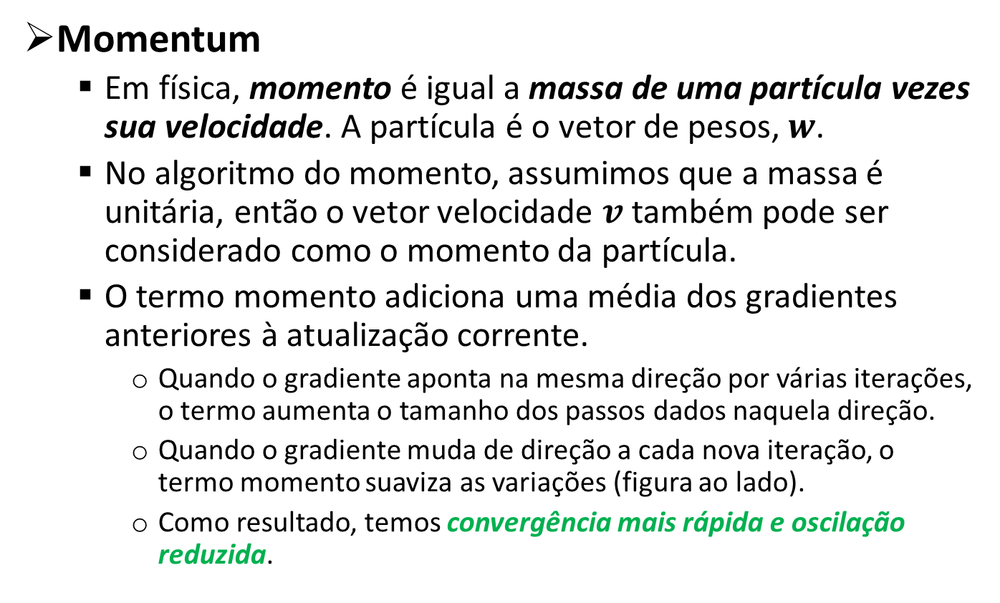 ➢Momentum
▪ Em física, momento é igual a massa de uma partícula vezes
sua velocidade. A partícula é o vetor de pesos, w.
▪ No algoritmo do momento, assumimos que a massa é
unitária, então o vetor velocidade v também pode ser
considerado como o momento da partícula.
▪ O termo momento adiciona uma média dos gradientes
anteriores à atualização corrente.
o Quando o gradiente aponta na mesma direção por várias iterações,
o termo aumenta o tamanho dos passos dados naquela direção.
o Quando o gradiente muda de direção a cada nova iteração, o
termo momento suaviza as variações (figura ao lado).
o Como resultado, temos convergência mais rápida e oscilação
reduzida.